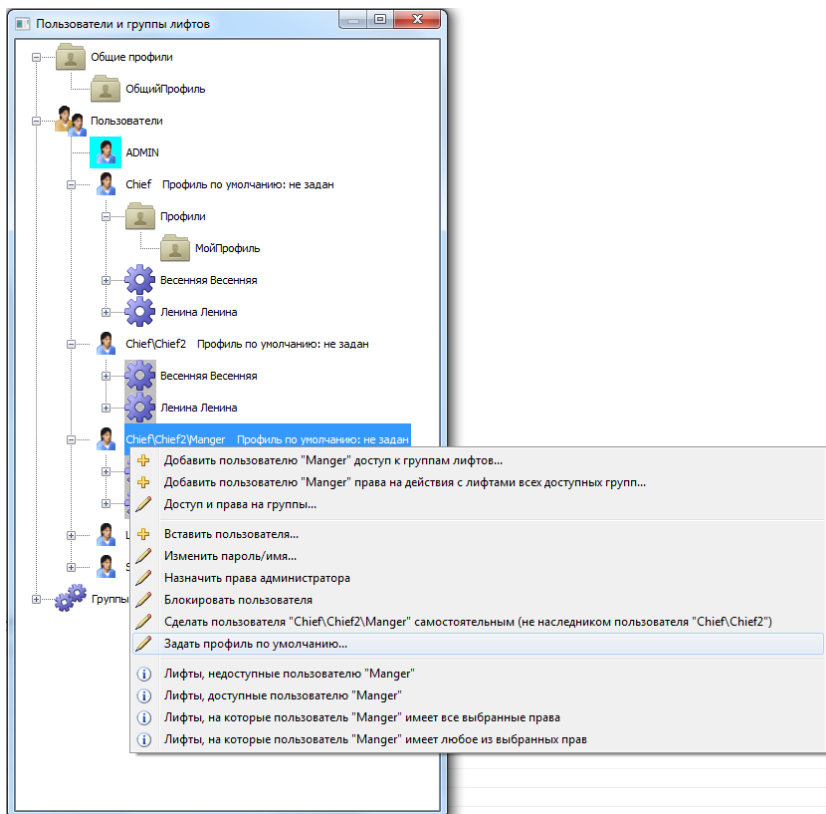 Пользователи и группы лифтов
Общие профили
ОбщийПрофиль
Пользователи
ADMIN
Chief Профиль по умолчанию: не задан
Профили
МойПрофиль
Весенняя Весенняя
Ленина Ленина
Chief\Chief2 Профиль по умолчанию: не задан
Весенняя Весенняя
Ленина Ленина
Chief\Chief2\Manger Профиль по умолчанию: не задан
Добавить пользователю "Manger" доступ к группам лифтов...
Добавить пользователю "Manger" права на действия с лифтами всех доступных групп...
Доступ и права на группы...
Вставить пользователя...
Изменить пароль/имя...
Назначить права администратора
Блокировать пользователя
Группы
Сделать пользователя "Chief\Chief2\Manger" самостоятельным (не наследником пользователя "Chief\Chief2")
Задать профиль по умолчанию...
Лифты, недоступные пользователю "Manger"
Лифты, доступные пользователю "Manger"
Лифты, на которые пользователь "Manger" имеет все выбранные права
Лифты, на которые пользователь "Manger" имеет любое из выбранных прав